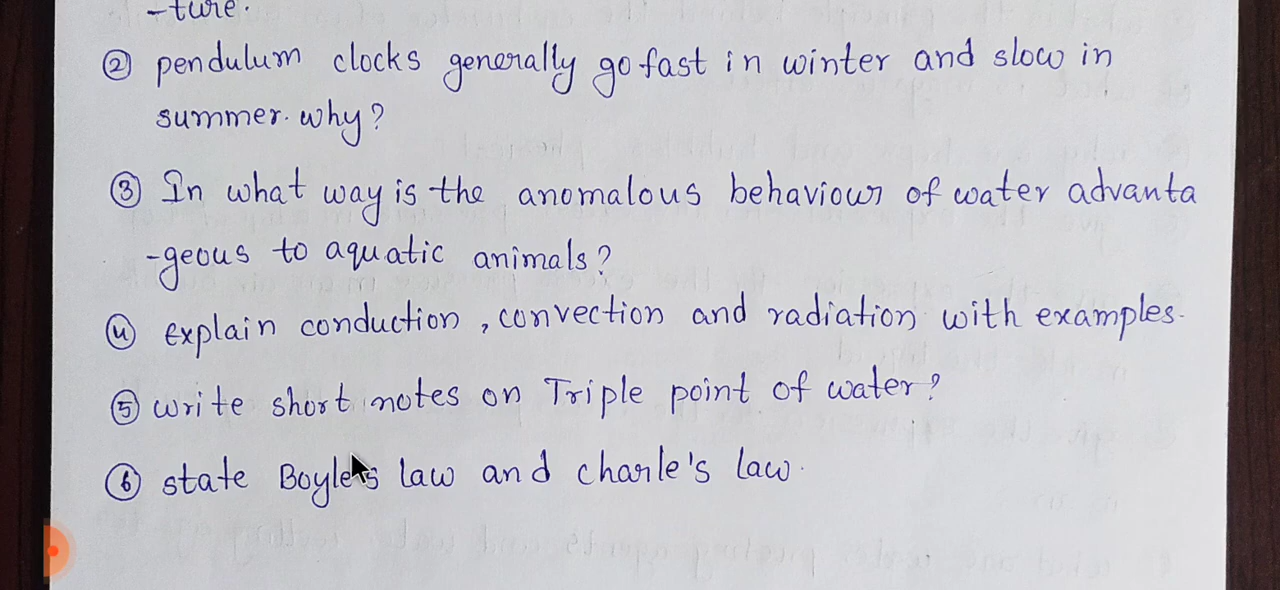 -ture.
② pendulum clocks generally go fast in winter and slow in
summer. why?
③ In what way is the anomalous behaviour of water advanta
-geous to aquatic animals?
④ explain conduction, convection and radiation with examples.
⑤ write short notes on Triple point of water?
⑥ state Boyle's law and charle's law.